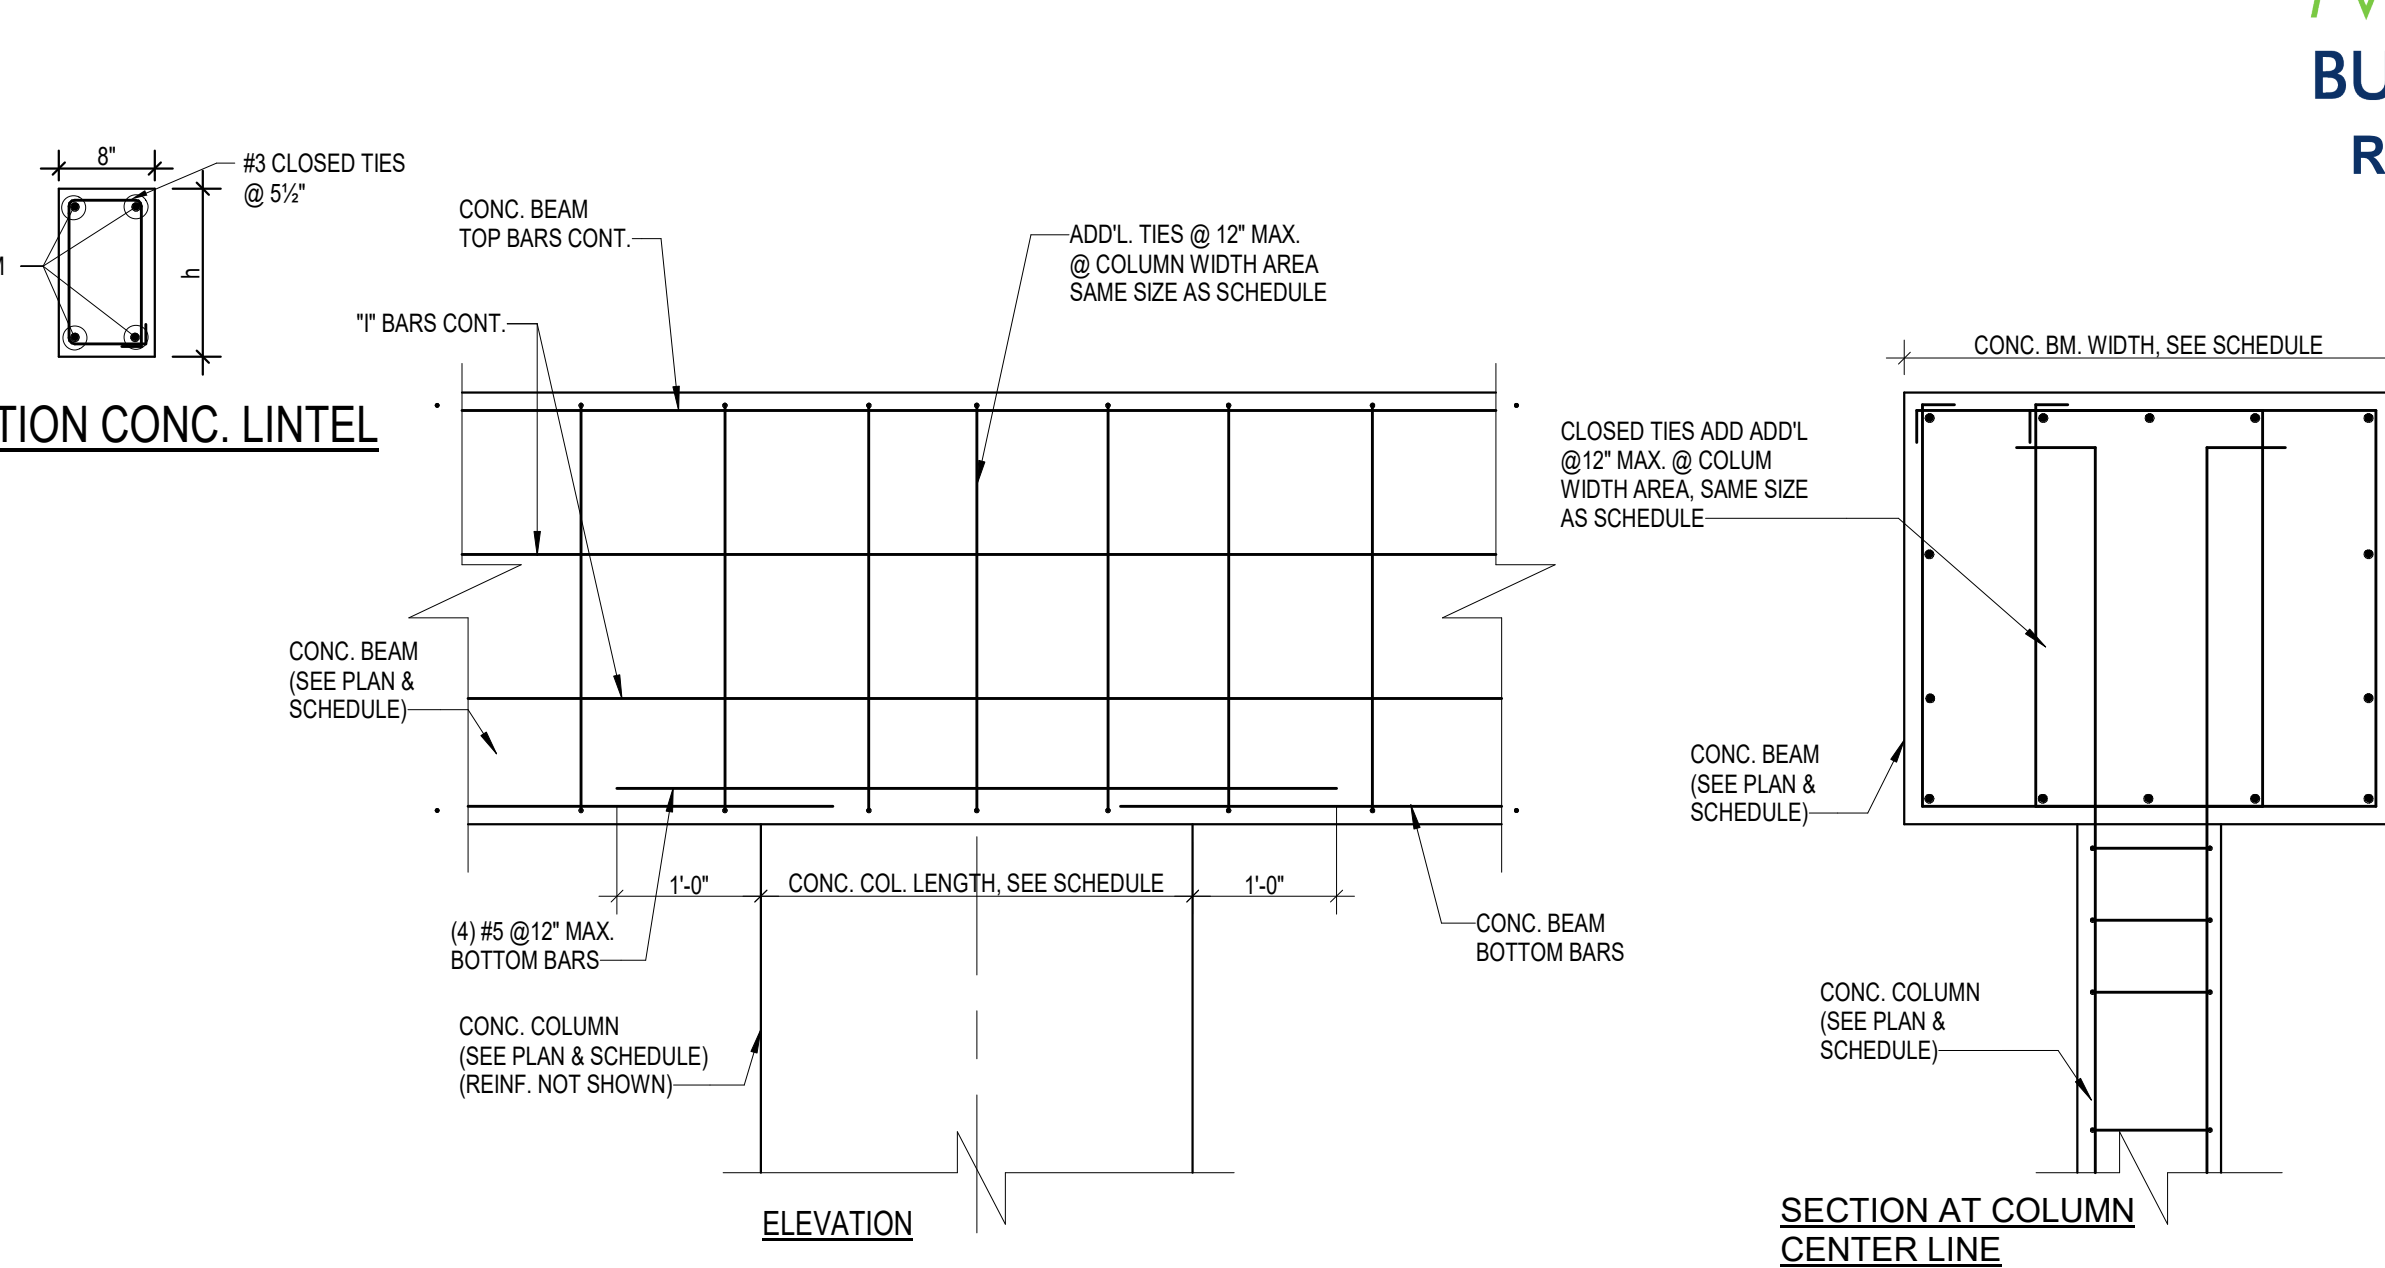 BU
R
8"
#3 CLOSED TIES
@ 5½"
h
TION CONC. LINTEL
CONC. BEAM
TOP BARS CONT.
"I" BARS CONT.
ADD'L. TIES @ 12" MAX.
@ COLUMN WIDTH AREA
SAME SIZE AS SCHEDULE
CONC. BEAM
(SEE PLAN &
SCHEDULE)
1'-0"
CONC. COL. LENGTH, SEE SCHEDULE
1'-0"
(4) #5 @12" MAX.
BOTTOM BARS
CONC. BEAM
BOTTOM BARS
CONC. COLUMN
(SEE PLAN & SCHEDULE)
(REINF. NOT SHOWN)
ELEVATION
CONC. BM. WIDTH, SEE SCHEDULE
CLOSED TIES ADD ADD'L
@12" MAX. @ COLUM
WIDTH AREA, SAME SIZE
AS SCHEDULE
CONC. BEAM
(SEE PLAN &
SCHEDULE)
CONC. COLUMN
(SEE PLAN &
SCHEDULE)
SECTION AT COLUMN
CENTER LINE